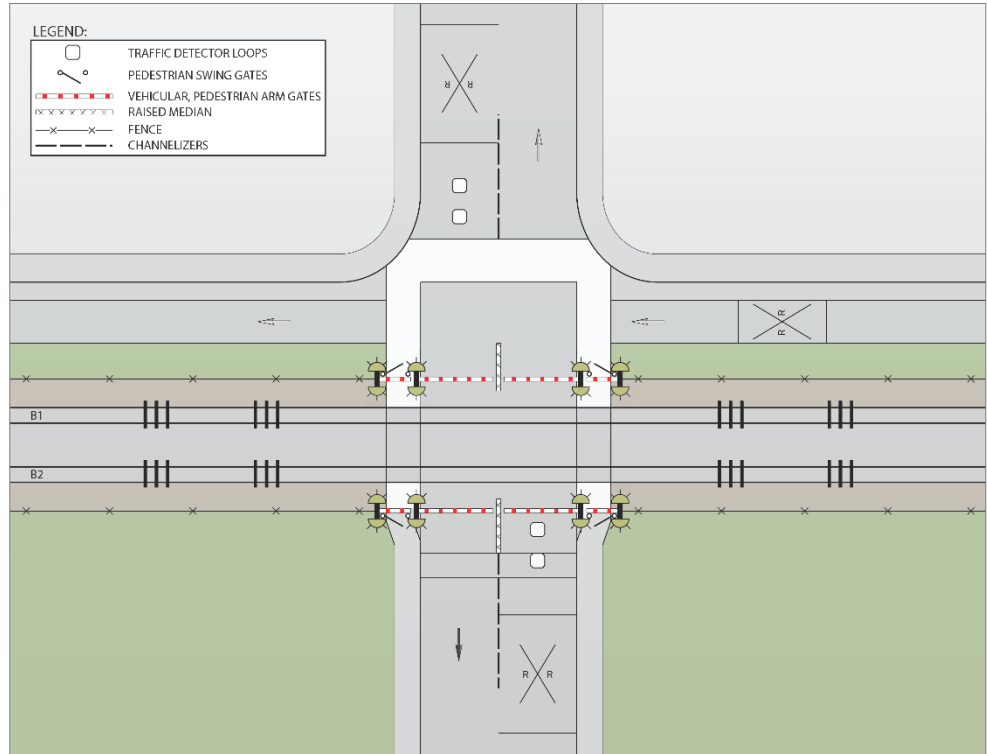 LEGEND:
TRAFFIC DETECTOR LOOPS
PEDESTRIAN SWING GATES
VEHICULAR, PEDESTRIAN ARM GATES
RAISED MEDIAN
FENCE
CHANNELIZERS
R R
R
R
B1
B2
R R